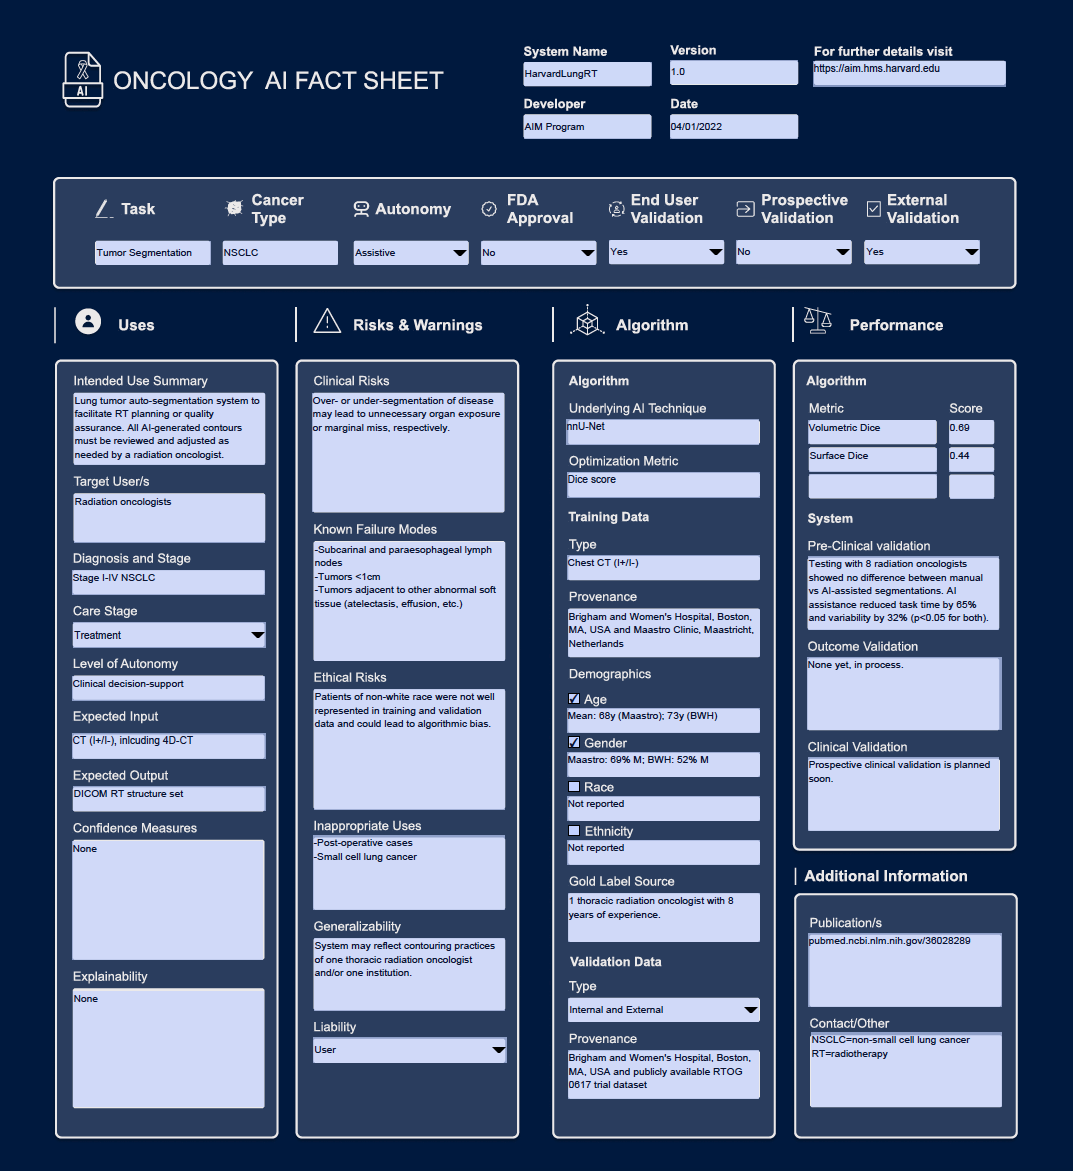 AI
ONCOLOGY AI FACT SHEET
System Name
HarvardLungRT
Version
1.0
For further details visit
https://aim.hms.harvard.edu
Developer
AIM Program
Date
04/01/2022
Task
Tumor Segmentation
Cancer
Type
NSCLC
Autonomy
Assistive
FDA
Approval
No
End User
Validation
Yes
Prospective
Validation
No
External
Validation
Yes
Uses
Intended Use Summary
Lung tumor auto-segmentation system to
facilitate RT planning or quality
assurance. All AI-generated contours
must be reviewed and adjusted as
needed by a radiation oncologist.
Target User/s
Radiation oncologists
Diagnosis and Stage
Stage I-IV NSCLC
Care Stage
Treatment
Level of Autonomy
Clinical decision-support
Expected Input
CT (I+/I-), inlcuding 4D-CT
Expected Output
DICOM RT structure set
Confidence Measures
None
Explainability
None
Risks & Warnings
Clinical Risks
Over- or under-segmentation of disease
may lead to unnecessary organ exposure
or marginal miss, respectively.
Known Failure Modes
-Subcarinal and paraesophageal lymph
nodes
-Tumors <1cm
-Tumors adjacent to other abnormal soft
tissue (atelectasis, effusion, etc.)
Ethical Risks
Patients of non-white race were not well
represented in training and validation
data and could lead to algorithmic bias.
Inappropriate Uses
-Post-operative cases
-Small cell lung cancer
Generalizability
System may reflect contouring practices
of one thoracic radiation oncologist
and/or one institution.
Liability
User
Algorithm
Algorithm
Underlying AI Technique
nnU-Net
Optimization Metric
Dice score
Training Data
Type
Chest CT (I+/I-)
Provenance
Brigham and Women's Hospital, Boston,
MA, USA and Maastro Clinic, Maastricht,
Netherlands
Demographics
Age
Mean: 68y (Maastro); 73y (BWH)
Gender
Maastro: 69% M; BWH: 52% M
Race
Not reported
Ethnicity
Not reported
Gold Label Source
1 thoracic radiation oncologist with 8
years of experience.
Validation Data
Type
Internal and External
Provenance
Brigham and Women's Hospital, Boston,
MA, USA and publicly available RTOG
0617 trial dataset
Performance
Algorithm
Metric Score
Volumetric Dice 0.69
Surface Dice 0.44
System
Pre-Clinical validation
Testing with 8 radiation oncologists
showed no difference between manual
vs AI-assisted segmentations. AI
assistance reduced task time by 65%
and variability by 32% (p<0.05 for both).
Outcome Validation
None yet, in process.
Clinical Validation
Prospective clinical validation is planned
soon.
Additional Information
Publication/s
pubmed.ncbi.nlm.nih.gov/36028289
Contact/Other
NSCLC=non-small cell lung cancer
RT=radiotherapy